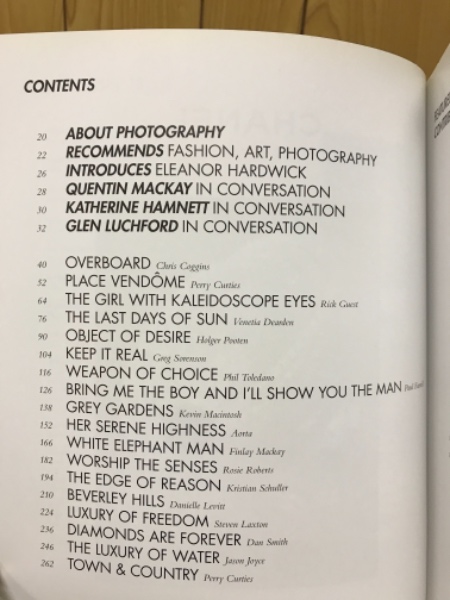 CONTENTS
20 ABOUT PHOTOGRAPHY
22 RECOMMENDS FASHION, ART, PHOTOGRAPHY
26 INTRODUCES ELEANOR HARDWICK
28 QUENTIN MACKAY IN CONVERSATION
30 KATHERINE HAMNETT IN CONVERSATION
32 GLEN LUCHFORD IN CONVERSATION
40 OVERBOARD Chris Coggins
52 PLACE VENDÔME Perry Curties
64 THE GIRL WITH KALEIDOSCOPE EYES Rick Guest
76 THE LAST DAYS OF SUN Venetia Dearden
90 OBJECT OF DESIRE Holger Pooten
104 KEEP IT REAL Greg Sorenson
116 WEAPON OF CHOICE Phil Toledano
126 BRING ME THE BOY AND I'LL SHOW YOU THE MAN
138 GREY GARDENS Kevin Mackintosh
152 HER SERENE HIGHNESS Aorta
166 WHITE ELEPHANT MAN Finlay Mackay
182 WORSHIP THE SENSES Rosie Roberts
194 THE EDGE OF REASON Kristian Schuller
210 BEVERLEY HILLS Danielle Levitt
224 LUXURY OF FREEDOM Steven Laxton
236 DIAMONDS ARE FOREVER Dan Smith
246 THE LUXURY OF WATER Jason Joyce
262 TOWN & COUNTRY Perry Curties